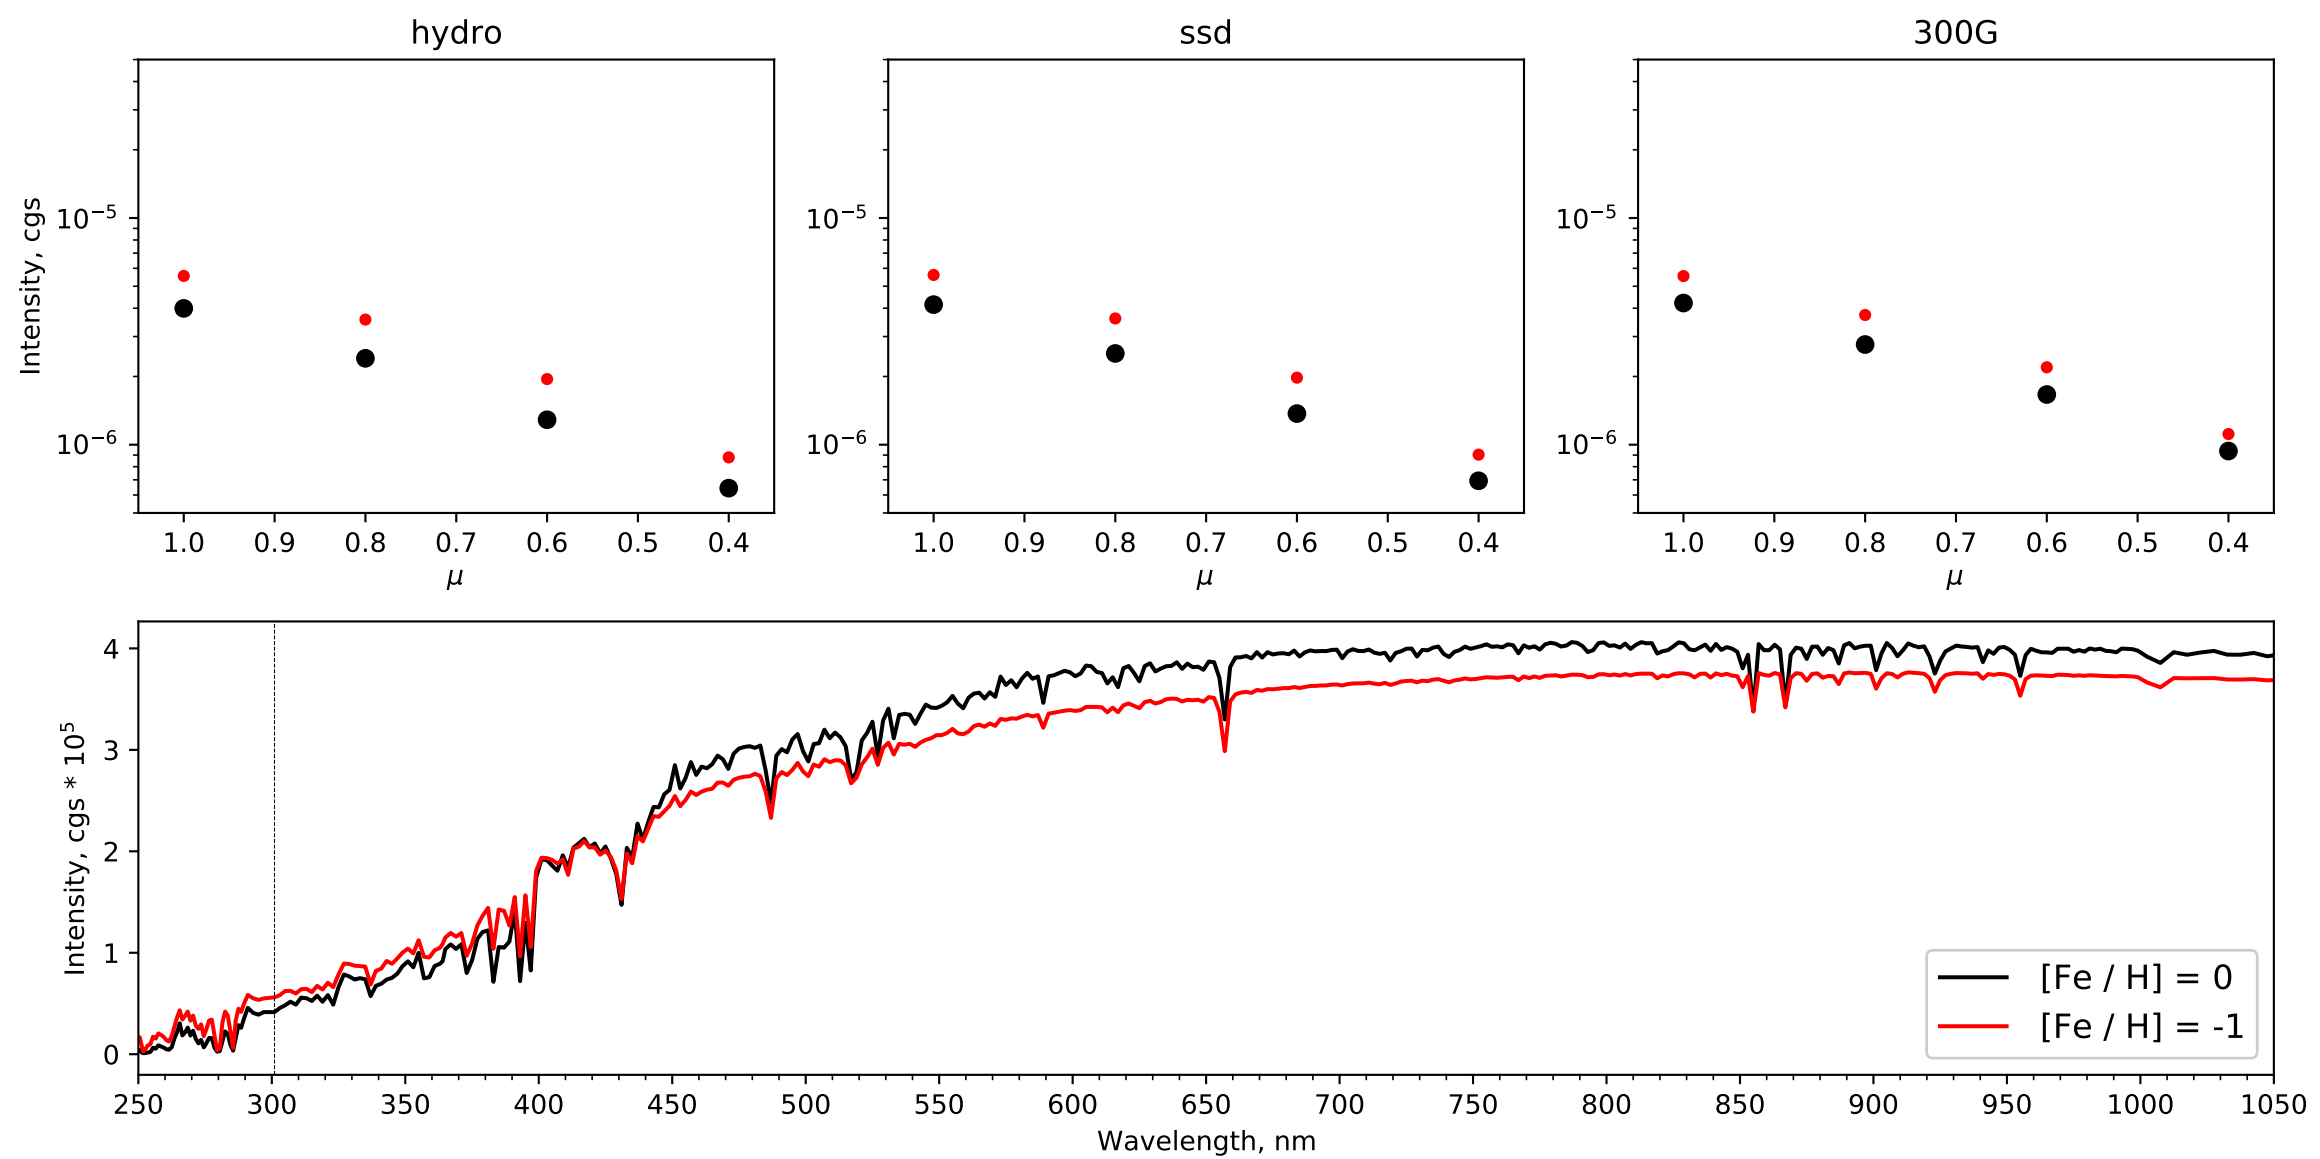 hydro
ssd
300G
Intensity, cgs
10⁻⁵
10⁻⁶
1.0 0.9 0.8 0.7 0.6 0.5 0.4
μ
10⁻⁵
10⁻⁶
1.0 0.9 0.8 0.7 0.6 0.5 0.4
μ
10⁻⁵
10⁻⁶
1.0 0.9 0.8 0.7 0.6 0.5 0.4
μ
Intensity, cgs * 10⁵
4
3
2
1
0
[Fe / H] = 0
[Fe / H] = -1
250 300 350 400 450 500 550 600 650 700 750 800 850 900 950 1000 1050
Wavelength, nm